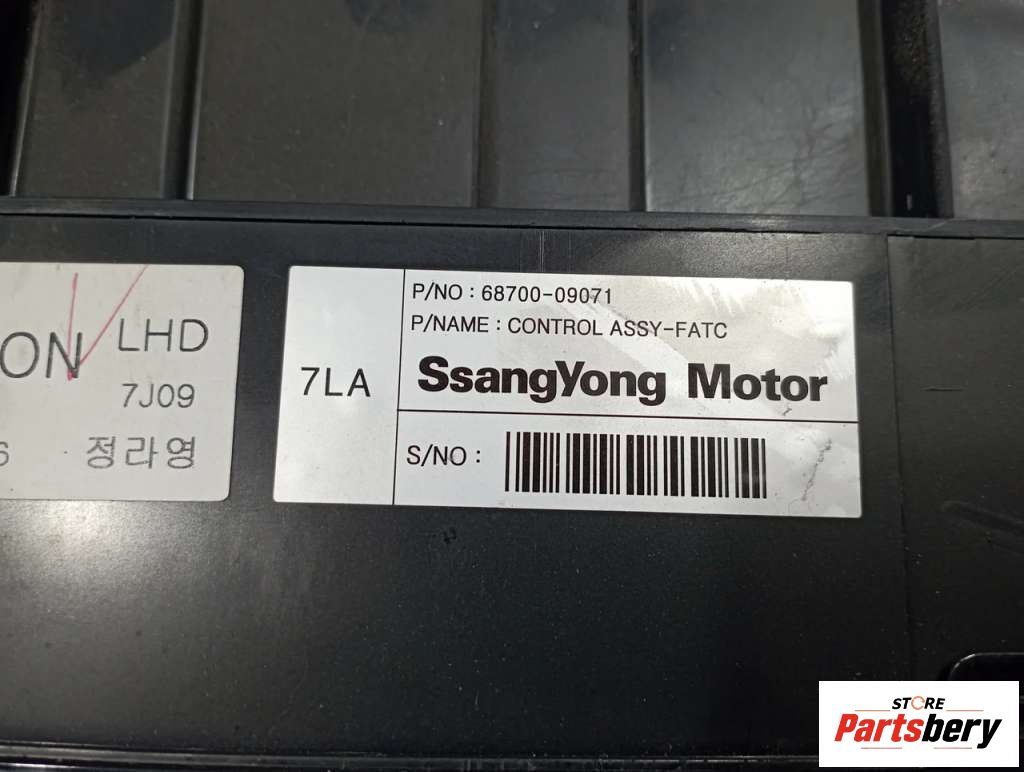 ON LHD
7J09
6 정라영
7LA
P/NO : 68700-09071
P/NAME : CONTROL ASSY-FATC
SsangYong Motor
S/NO :
STORE
Partsbery